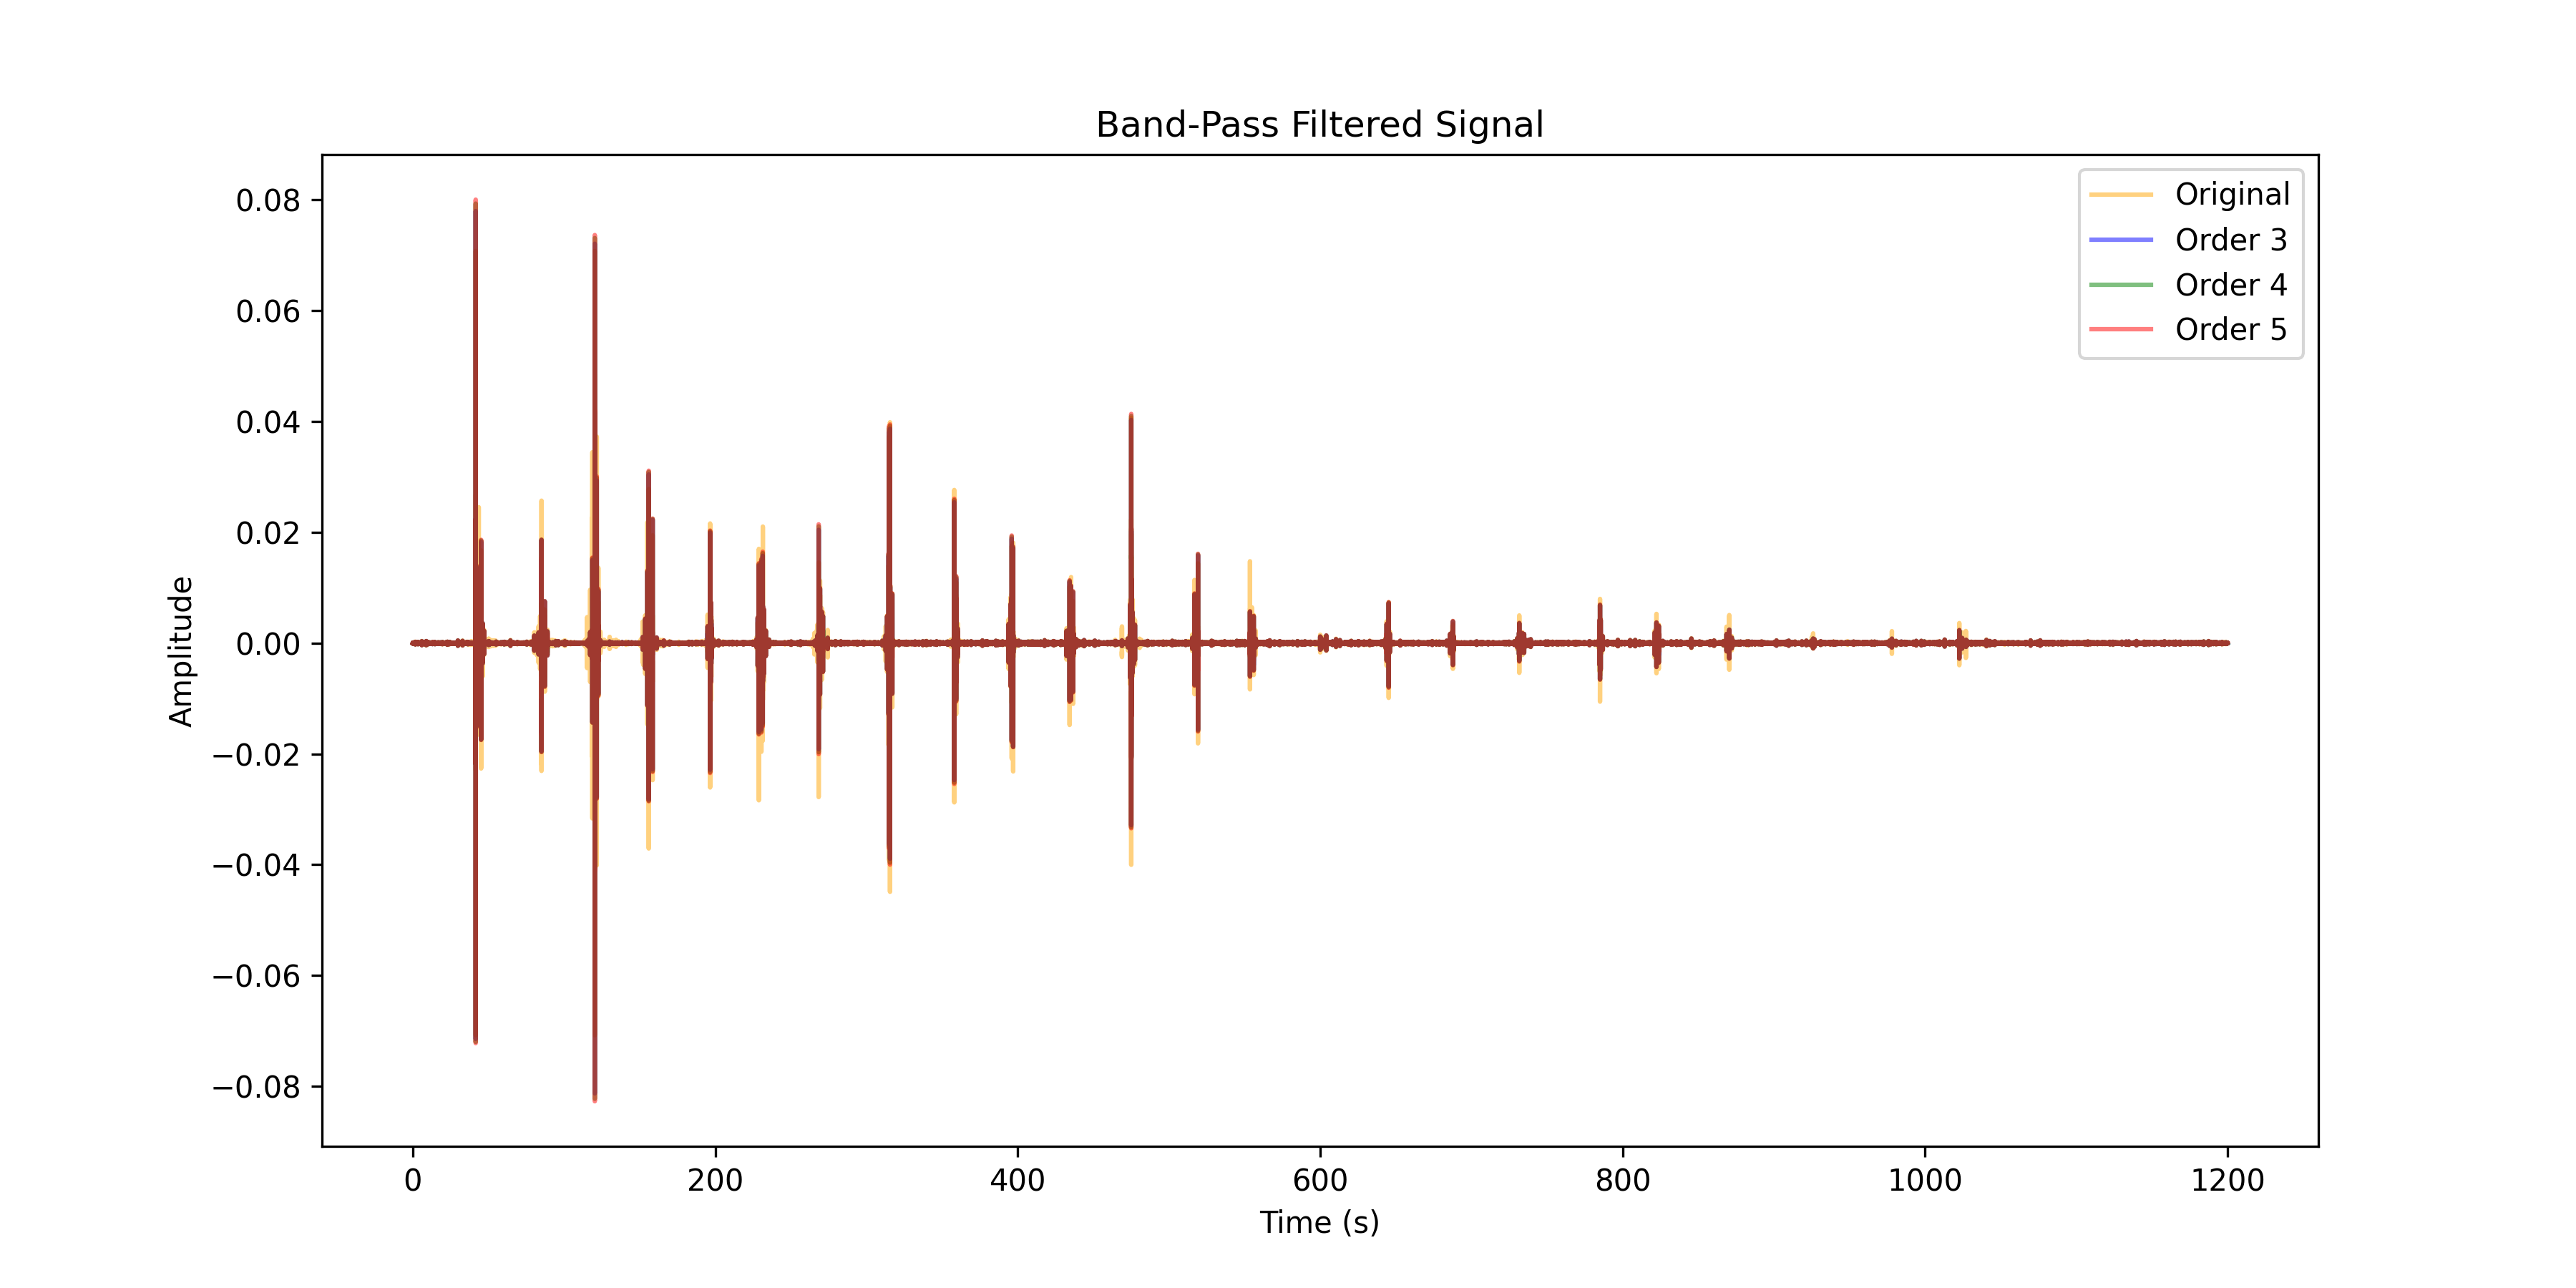 Band-Pass Filtered Signal
Original
Order 3
Order 4
Order 5
0.08
0.06
0.04
0.02
0.00
−0.02
−0.04
−0.06
−0.08
Amplitude
0 200 400 600 800 1000 1200
Time (s)